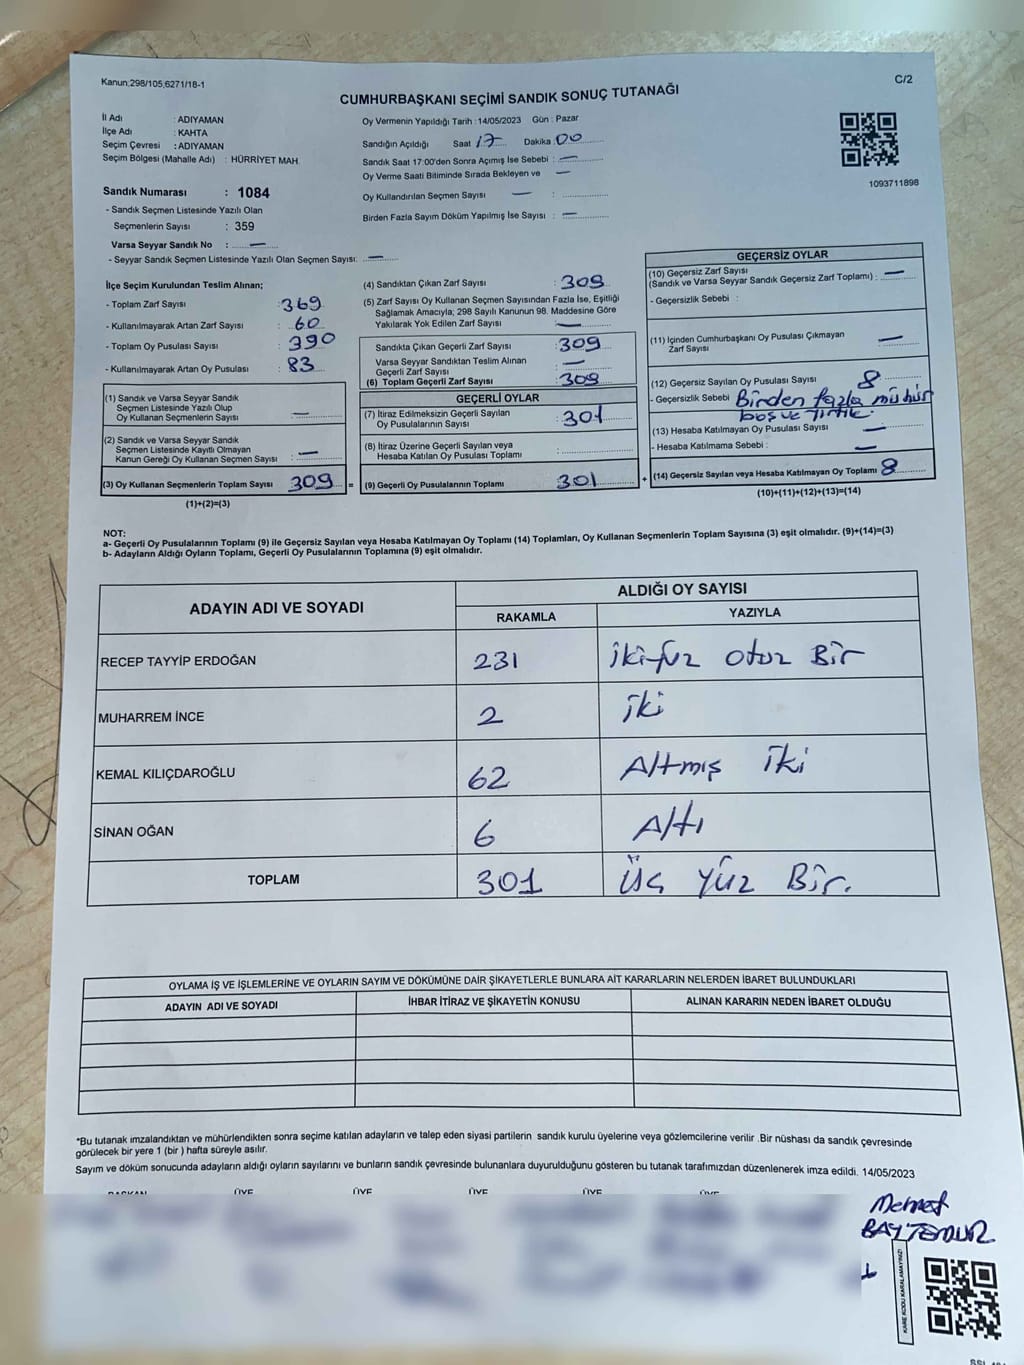 Kanun;298/105,6271/18-1
C/2
CUMHURBAŞKANI SEÇİMİ SANDIK SONUÇ TUTANAĞI
İl Adı : ADIYAMAN
İlçe Adı : KAHTA
Seçim Çevresi : ADIYAMAN
Seçim Bölgesi (Mahalle Adı) : HÜRRİYET MAH.
Sandık Numarası : 1084
- Sandık Seçmen Listesinde Yazılı Olan
Seçmenlerin Sayısı : 359
Varsa Seyyar Sandık No : —
- Seyyar Sandık Seçmen Listesinde Yazılı Olan Seçmen Sayısı: —
Oy Vermenin Yapıldığı Tarih : 14/05/2023 Gün : Pazar
Sandığın Açıldığı Saat 17 Dakika 00
Sandık Saat 17:00'den Sonra Açımış İse Sebebi : —
Oy Verme Saati Bitiminde Sırada Bekleyen ve —
Oy Kullandırılan Seçmen Sayısı — :
Birden Fazla Sayım Döküm Yapılmış İse Sayısı : —
1093711898
İlçe Seçim Kurulundan Teslim Alınan;
- Toplam Zarf Sayısı : 369
- Kullanılmayarak Artan Zarf Sayısı : 60
- Toplam Oy Pusulası Sayısı : 390
- Kullanılmayarak Artan Oy Pusulası : 83
(1) Sandık ve Varsa Seyyar Sandık
Seçmen Listesinde Yazılı Olup
Oy Kullanan Seçmenlerin Sayısı : —
(2) Sandık ve Varsa Seyyar Sandık
Seçmen Listesinde Kayıtlı Olmayan
Kanun Gereği Oy Kullanan Seçmen Sayısı : —
(3) Oy Kullanan Seçmenlerin Toplam Sayısı 309 =
(1)+(2)=(3)
(4) Sandıktan Çıkan Zarf Sayısı : 309
(5) Zarf Sayısı Oy Kullanan Seçmen Sayısından Fazla İse, Eşitliği
Sağlamak Amacıyla; 298 Sayılı Kanunun 98. Maddesine Göre
Yakılarak Yok Edilen Zarf Sayısı : —
Sandıkta Çıkan Geçerli Zarf Sayısı : 309
Varsa Seyyar Sandıktan Teslim Alınan
Geçerli Zarf Sayısı : —
(6) Toplam Geçerli Zarf Sayısı : 309
GEÇERLİ OYLAR
(7) İtiraz Edilmeksizin Geçerli Sayılan
Oy Pusulalarının Sayısı : 301
(8) İtiraz Üzerine Geçerli Sayılan veya
Hesaba Katılan Oy Pusulası Toplamı :
(9) Geçerli Oy Pusulalarının Toplamı 301 +
GEÇERSİZ OYLAR
(10) Geçersiz Zarf Sayısı
(Sandık ve Varsa Seyyar Sandık Geçersiz Zarf Toplamı) : —
- Geçersizlik Sebebi :
(11) İçinden Cumhurbaşkanı Oy Pusulası Çıkmayan
Zarf Sayısı —
(12) Geçersiz Sayılan Oy Pusulası Sayısı 8
- Geçersizlik Sebebi Birden fazla mühür
boş ve
(13) Hesaba Katılmayan Oy Pusulası Sayısı —
- Hesaba Katılmama Sebebi : —
(14) Geçersiz Sayılan veya Hesaba Katılmayan Oy Toplamı 8
(10)+(11)+(12)+(13)=(14)
NOT:
a- Geçerli Oy Pusulalarının Toplamı (9) ile Geçersiz Sayılan veya Hesaba Katılmayan Oy Toplamı (14) Toplamları, Oy Kullanan Seçmenlerin Toplam Sayısına (3) eşit olmalıdır. (9)+(14)=(3)
b- Adayların Aldığı Oyların Toplamı, Geçerli Oy Pusulalarının Toplamına (9) eşit olmalıdır.
ADAYIN ADI VE SOYADI ALDIĞI OY SAYISI
RAKAMLA YAZIYLA
RECEP TAYYİP ERDOĞAN 231 ikiyüz otuz Bir
MUHARREM İNCE 2 iki
KEMAL KILIÇDAROĞLU 62 Altmış iki
SİNAN OĞAN 6 Altı
TOPLAM 301 Üç Yüz Bir.
OYLAMA İŞ VE İŞLEMLERİNE VE OYLARIN SAYIM VE DÖKÜMÜNE DAİR ŞİKAYETLERLE BUNLARA AİT KARARLARIN NELERDEN İBARET BULUNDUKLARI
ADAYIN ADI VE SOYADI İHBAR İTİRAZ VE ŞİKAYETİN KONUSU ALINAN KARARIN NEDEN İBARET OLDUĞU
*Bu tutanak imzalandıktan ve mühürlendikten sonra seçime katılan adayların ve talep eden siyasi partilerin sandık kurulu üyelerine veya gözlemcilerine verilir .Bir nüshası da sandık çevresinde
görülecek bir yere 1 (bir ) hafta süreyle asılır.
Sayım ve döküm sonucunda adayların aldığı oyların sayılarını ve bunların sandık çevresinde bulunanlara duyurulduğunu gösteren bu tutanak tarafımızdan düzenlenerek imza edildi. 14/05/2023
BAŞKAN ÜYE ÜYE ÜYE ÜYE ÜYE
Mehmet
KARE KODU KARALAMAYINIZ!